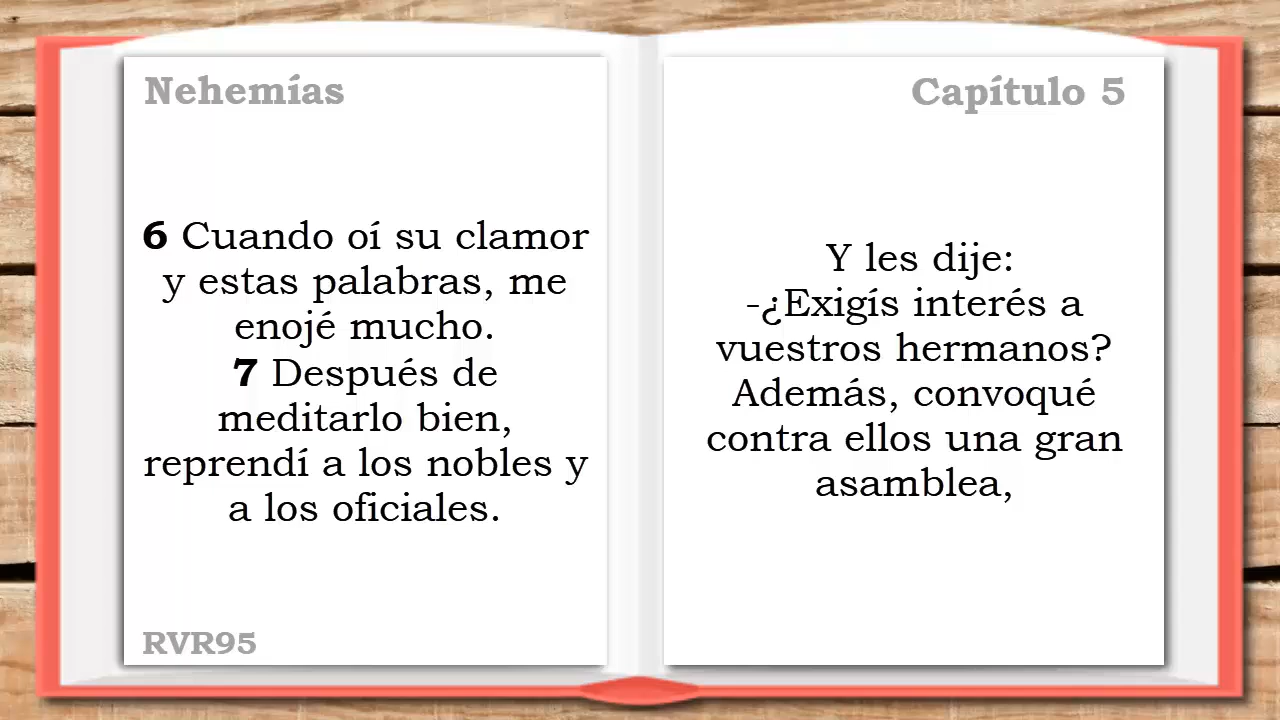 Nehemías
6 Cuando oí su clamor
y estas palabras, me
enojé mucho.
7 Después de
meditarlo bien,
reprendí a los nobles y
a los oficiales.
RVR95
Capítulo 5
Y les dije:
-¿Exigís interés a
vuestros hermanos?
Además, convoqué
contra ellos una gran
asamblea,